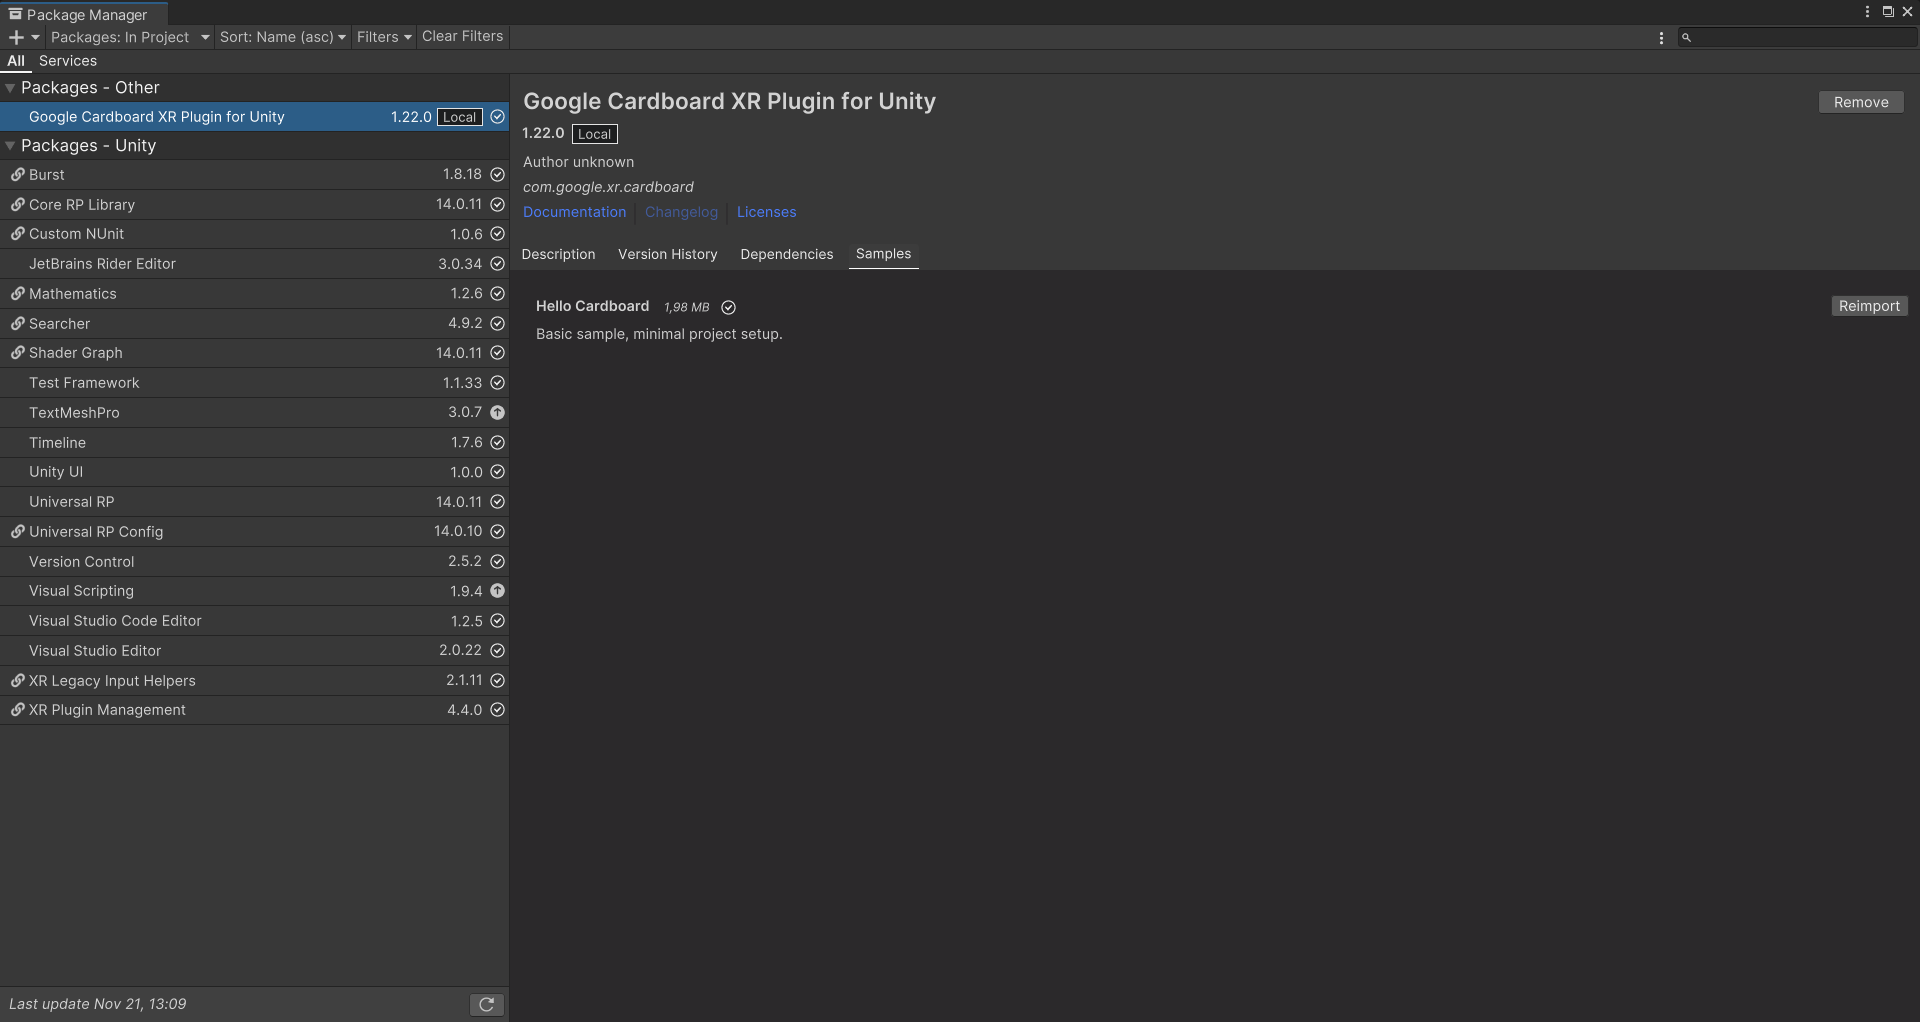 Package Manager
Packages: In Project Sort: Name (asc) Filters Clear Filters
All Services
Packages - Other
Google Cardboard XR Plugin for Unity 1.22.0 Local
Packages - Unity
Burst 1.8.18
Core RP Library 14.0.11
Custom NUnit 1.0.6
JetBrains Rider Editor 3.0.34
Mathematics 1.2.6
Searcher 4.9.2
Shader Graph 14.0.11
Test Framework 1.1.33
TextMeshPro 3.0.7
Timeline 1.7.6
Unity UI 1.0.0
Universal RP 14.0.11
Universal RP Config 14.0.10
Version Control 2.5.2
Visual Scripting 1.9.4
Visual Studio Code Editor 1.2.5
Visual Studio Editor 2.0.22
XR Legacy Input Helpers 2.1.11
XR Plugin Management 4.4.0
Last update Nov 21, 13:09
Google Cardboard XR Plugin for Unity Remove
1.22.0 Local
Author unknown
com.google.xr.cardboard
Documentation Changelog Licenses
Description Version History Dependencies Samples
Hello Cardboard 1,98 MB Reimport
Basic sample, minimal project setup.